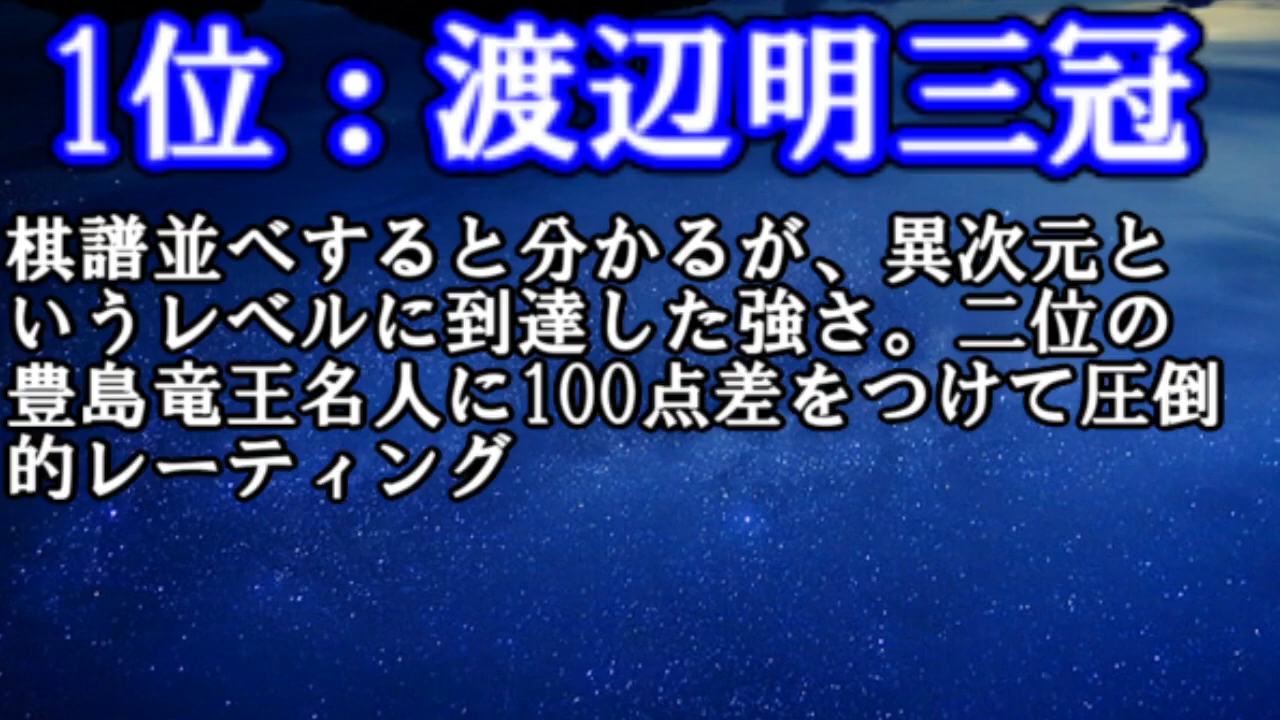 1位：渡辺明三冠
棋譜並べすると分かるが、異次元と
いうレベルに到達した強さ。二位の
豊島竜王名人に100点差をつけて圧倒
的レーティング